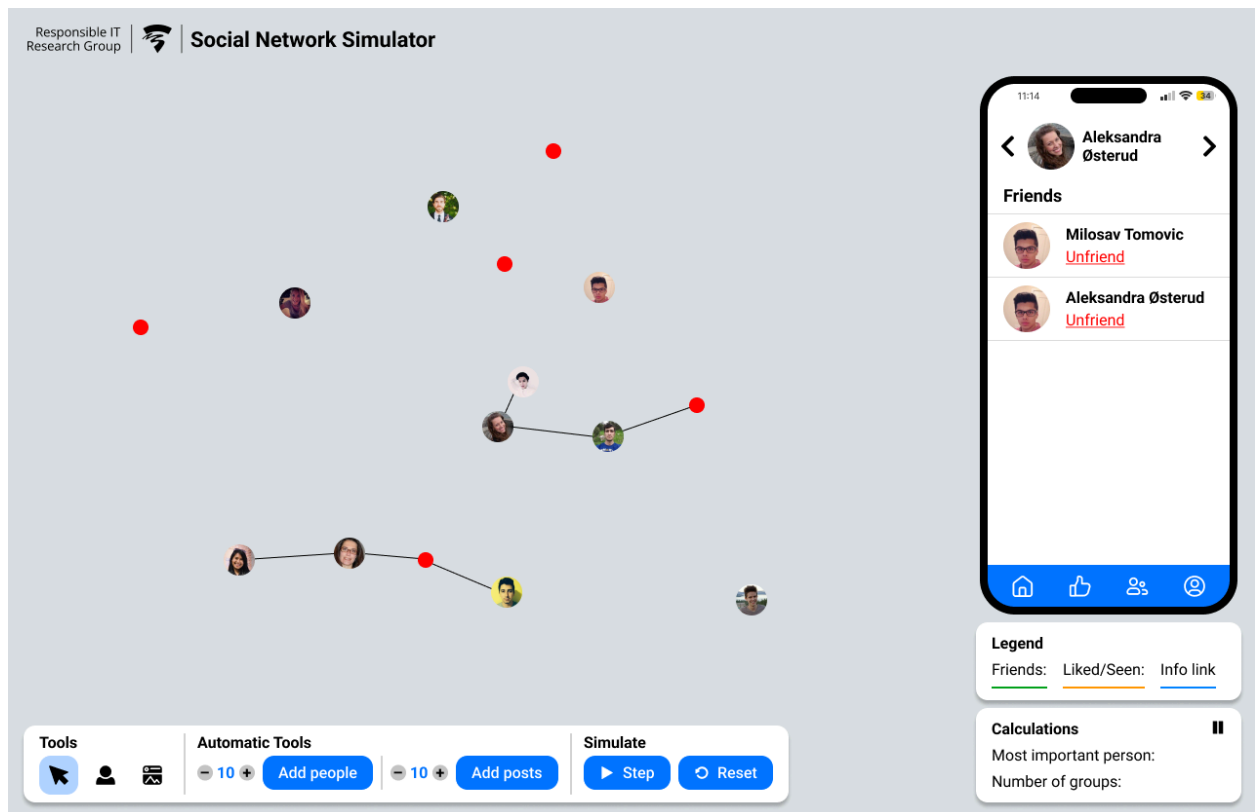 Responsible IT
Research Group
Social Network Simulator
11:14
34
Aleksandra
Østerud
Friends
Milosav Tomovic
Unfriend
Aleksandra Østerud
Unfriend
Legend
Friends: Liked/Seen: Info link
Calculations
Most important person:
Number of groups:
Tools
Automatic Tools
10 Add people
10 Add posts
Simulate
Step Reset